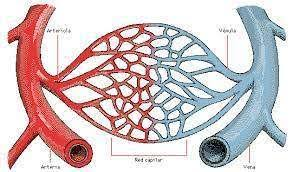 Arteriola
Vénula
Arteria
Red capilar
Vena